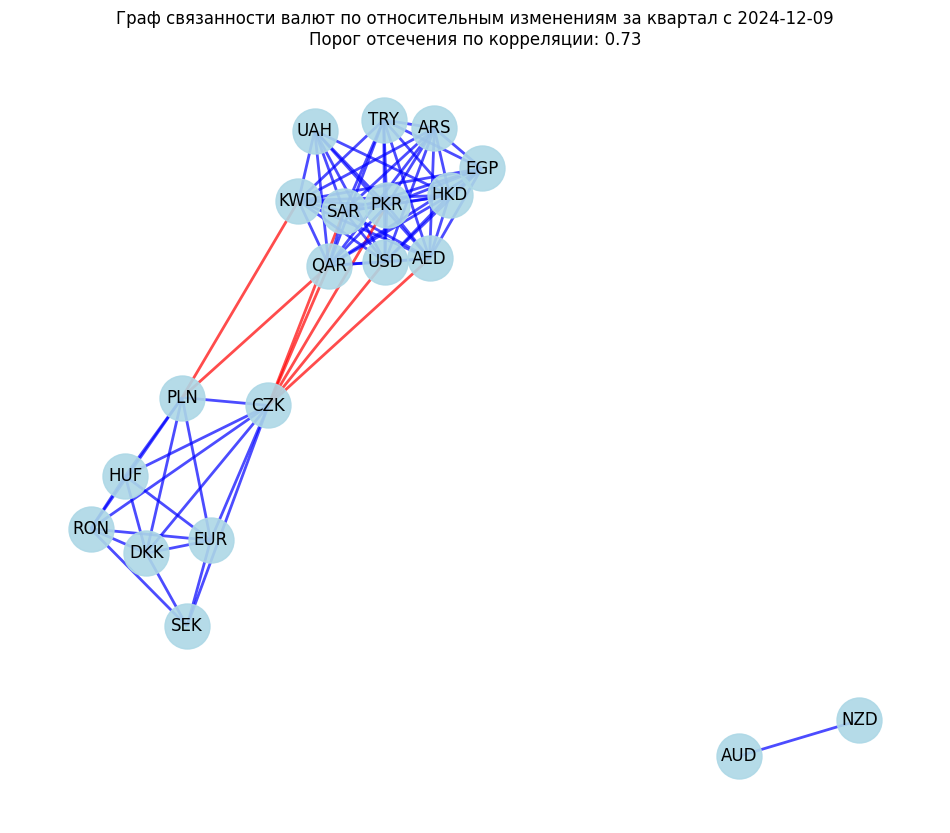 Граф связанности валют по относительным изменениям за квартал с 2024-12-09
Порог отсечения по корреляции: 0.73
UAH
TRY
ARS
EGP
KWD
SAR
PKR
HKD
QAR
USD
AED
PLN
CZK
HUF
RON
DKK
EUR
SEK
NZD
AUD